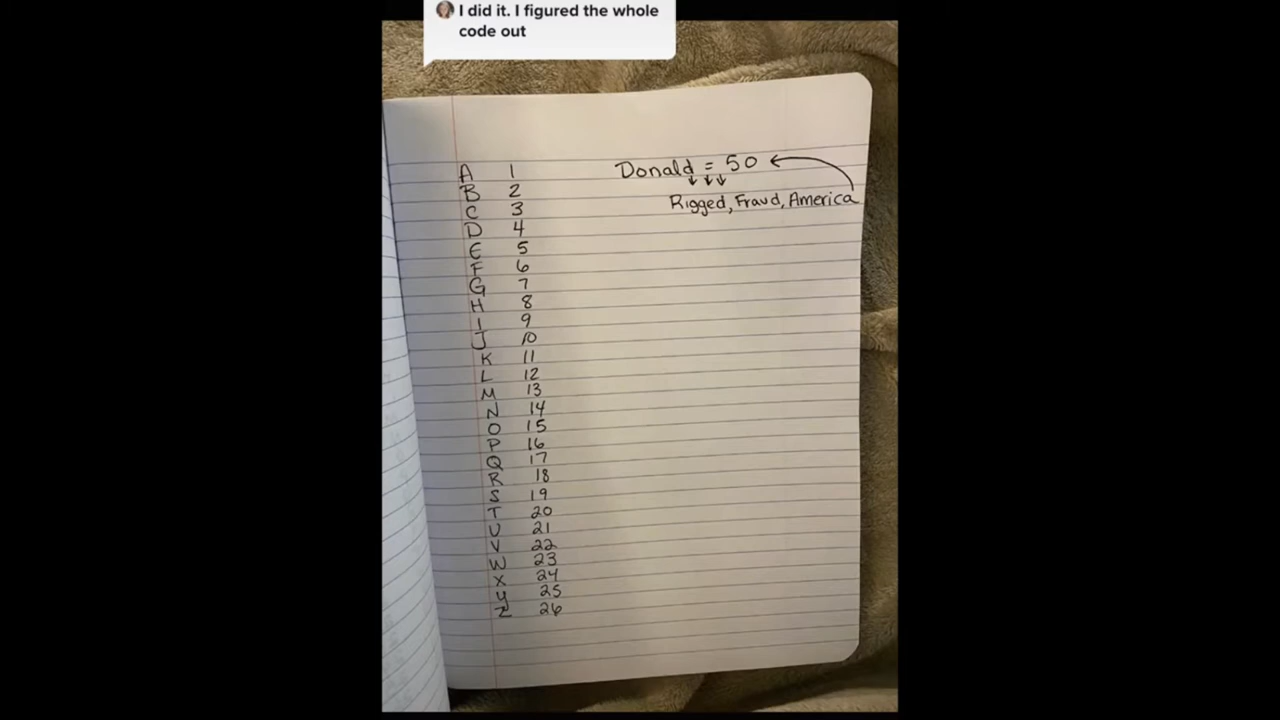 I did it. I figured the whole
code out
Donald = 50
Rigged, Fraud, America
A 1
B 2
C 3
D 4
E 5
F 6
G 7
H 8
I 9
J 10
K 11
L 12
M 13
N 14
O 15
P 16
Q 17
R 18
S 19
T 20
U 21
V 22
W 23
X 24
Y 25
Z 26